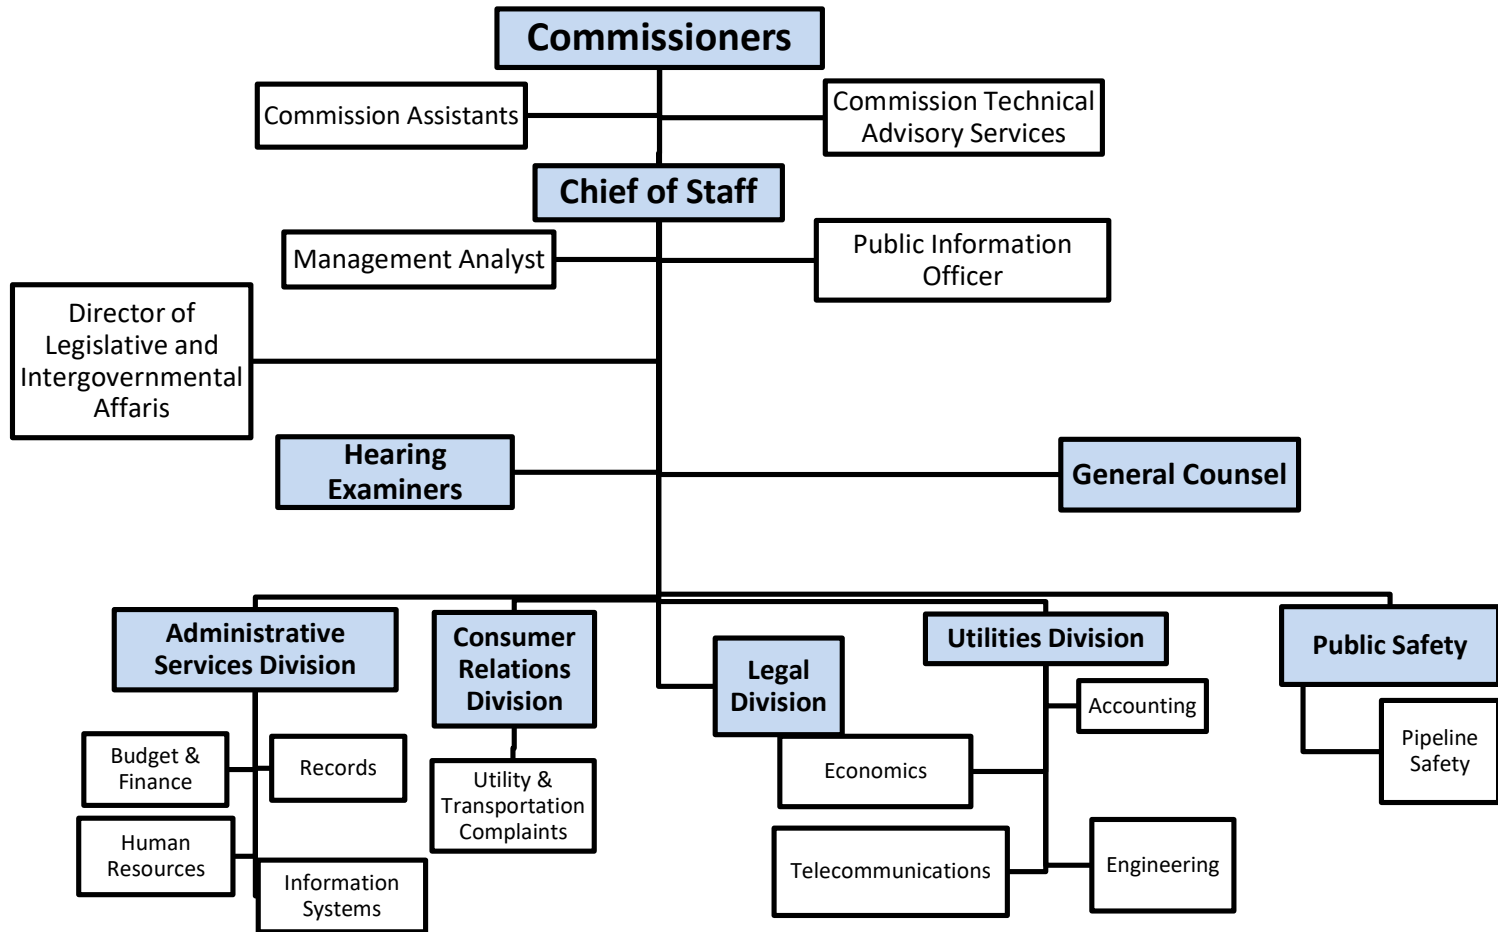 Commissioners
Commission Assistants
Commission Technical
Advisory Services
Chief of Staff
Management Analyst
Public Information
Officer
Director of
Legislative and
Intergovernmental
Affaris
Hearing
Examiners
General Counsel
Administrative
Services Division
Consumer
Relations
Division
Legal
Division
Utilities Division
Public Safety
Budget &
Finance
Records
Human
Resources
Information
Systems
Utility &
Transportation
Complaints
Accounting
Economics
Telecommunications
Engineering
Pipeline
Safety